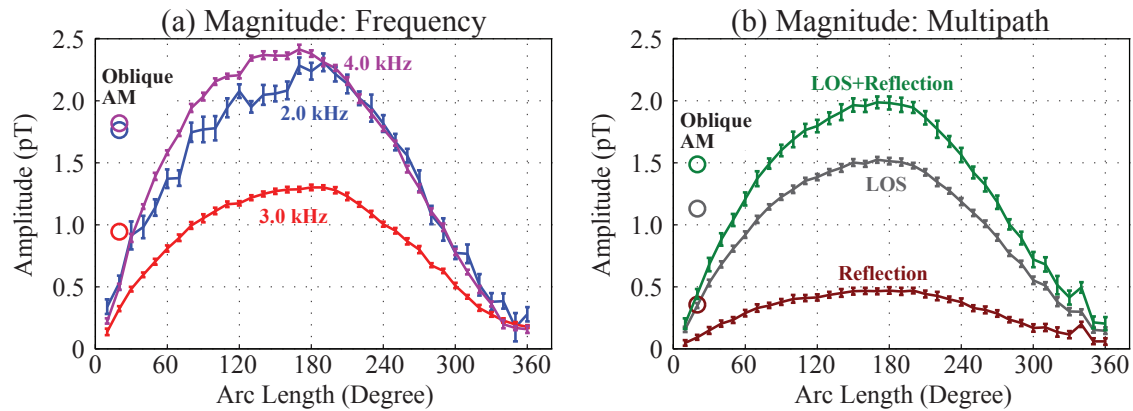 (a) Magnitude: Frequency
2.5
2.0
1.5
1.0
0.5
0
Amplitude (pT)
Oblique
AM
4.0 kHz
2.0 kHz
3.0 kHz
0 60 120 180 240 300 360
Arc Length (Degree)
(b) Magnitude: Multipath
2.5
2.0
1.5
1.0
0.5
0
Amplitude (pT)
LOS+Reflection
Oblique
AM
LOS
Reflection
0 60 120 180 240 300 360
Arc Length (Degree)